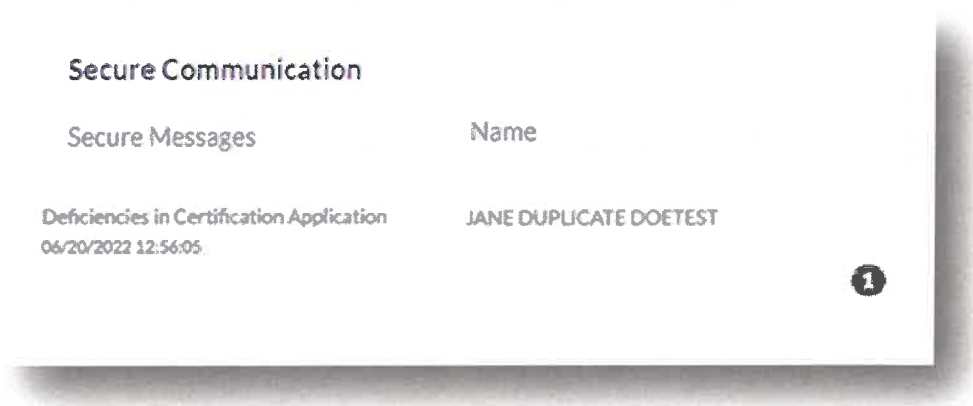 Secure Communication
Secure Messages Name
Deficiencies in Certification Application JANE DUPLICATE DOETEST
06/20/2022 12:56:05
1